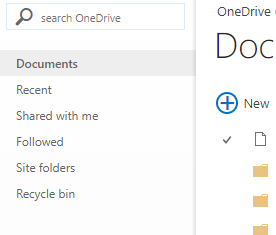 search OneDrive
Documents
Recent
Shared with me
Followed
Site folders
Recycle bin
OneDrive
Doc
New